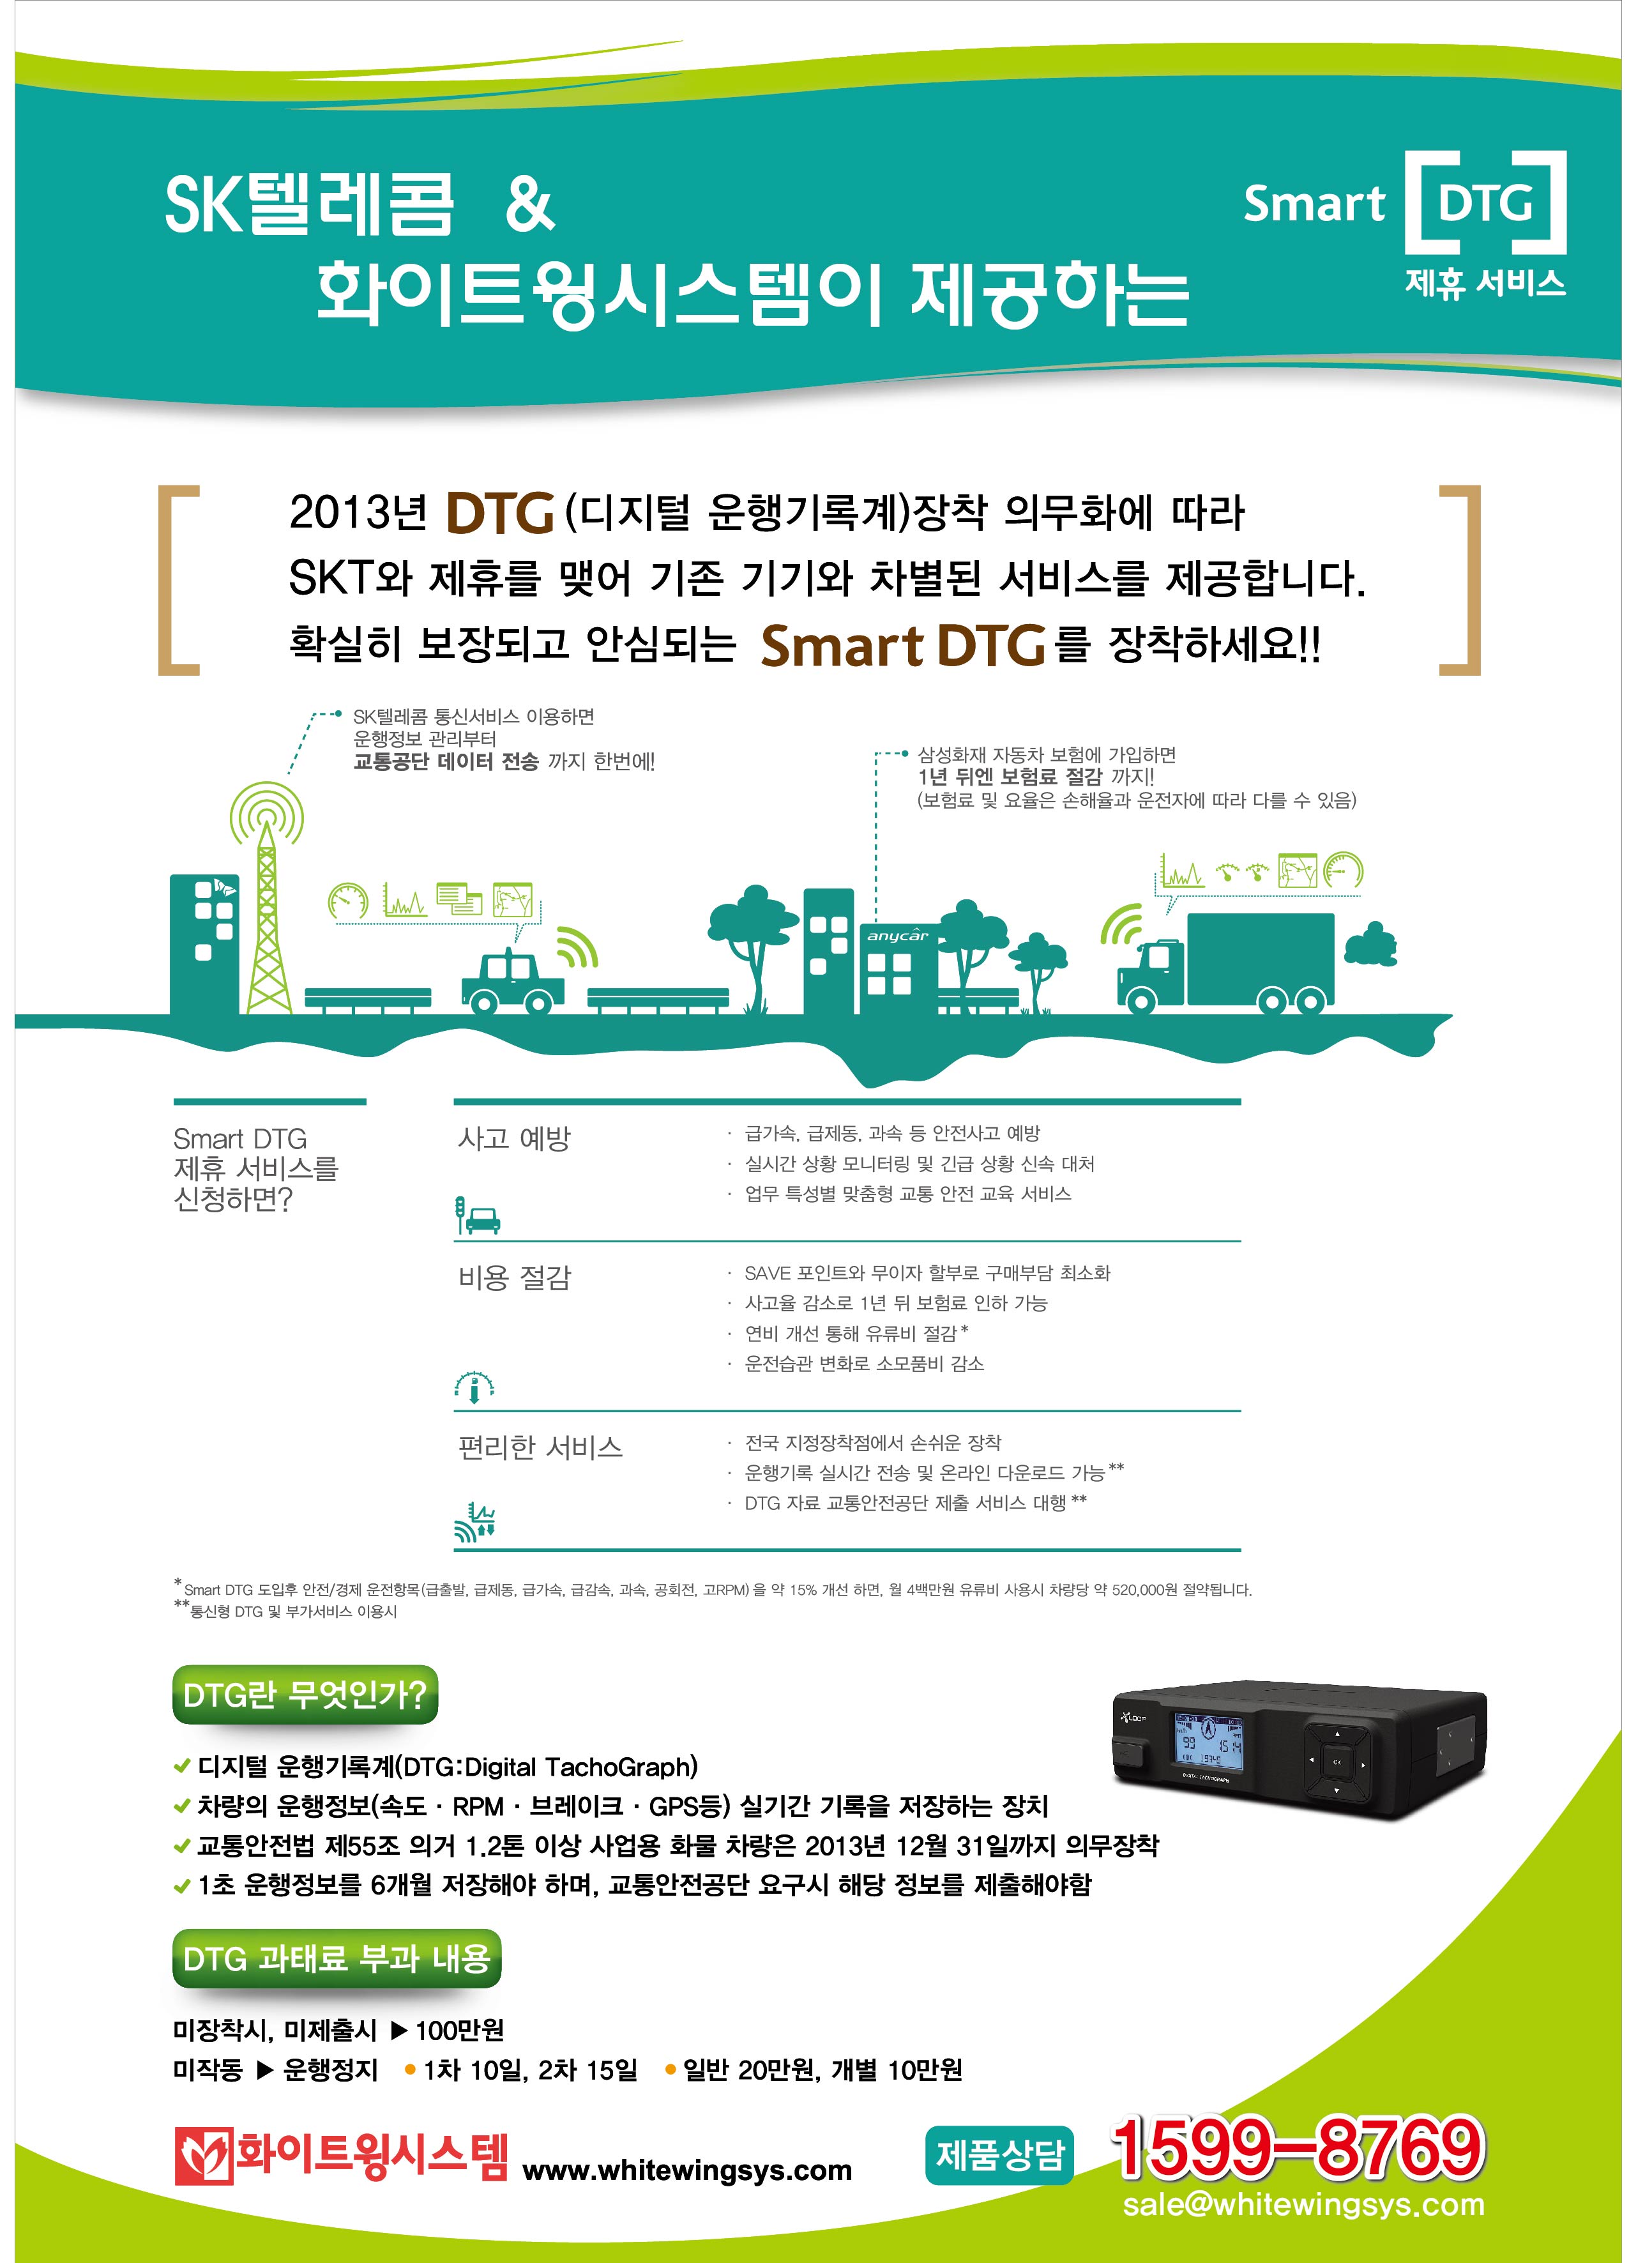 SK텔레콤 &
화이트윙시스템이 제공하는
Smart [DTG]
제휴 서비스
2013년 DTG (디지털 운행기록계)장착 의무화에 따라
SKT와 제휴를 맺어 기존 기기와 차별된 서비스를 제공합니다.
확실히 보장되고 안심되는 Smart DTG를 장착하세요!!
SK텔레콤 통신서비스 이용하면
운행정보 관리부터
교통공단 데이터 전송 까지 한번에!
삼성화재 자동차 보험에 가입하면
1년 뒤엔 보험료 절감 까지!
(보험료 및 요율은 손해율과 운전자에 따라 다를 수 있음)
anycar
Smart DTG
제휴 서비스를
신청하면?
사고 예방
· 급가속, 급제동, 과속 등 안전사고 예방
· 실시간 상황 모니터링 및 긴급 상황 신속 대처
· 업무 특성별 맞춤형 교통 안전 교육 서비스
비용 절감
· SAVE 포인트와 무이자 할부로 구매부담 최소화
· 사고율 감소로 1년 뒤 보험료 인하 가능
· 연비 개선 통해 유류비 절감*
· 운전습관 변화로 소모품비 감소
편리한 서비스
· 전국 지정장착점에서 손쉬운 장착
· 운행기록 실시간 전송 및 온라인 다운로드 가능**
· DTG 자료 교통안전공단 제출 서비스 대행**
*Smart DTG 도입후 안전/경제 운전항목(급출발, 급제동, 급가속, 급감속, 과속, 공회전, 고RPM) 을 약 15% 개선 하면, 월 4백만원 유류비 사용시 차량당 약 520,000원 절약됩니다.
**통신형 DTG 및 부가서비스 이용시
DTG란 무엇인가?
디지털 운행기록계(DTG:Digital TachoGraph)
차량의 운행정보(속도 · RPM · 브레이크 · GPS등) 실기간 기록을 저장하는 장치
교통안전법 제55조 의거 1.2톤 이상 사업용 화물 차량은 2013년 12월 31일까지 의무장착
1초 운행정보를 6개월 저장해야 하며, 교통안전공단 요구시 해당 정보를 제출해야함
LOOP
99
1514
19349
OK
DIGITAL TACHOGRAPH
DTG 과태료 부과 내용
미장착시, 미제출시 ▶ 100만원
미작동 ▶ 운행정지 ● 1차 10일, 2차 15일 ● 일반 20만원, 개별 10만원
화이트윙시스템 www.whitewingsys.com
제품상담
1599-8769
sale@whitewingsys.com